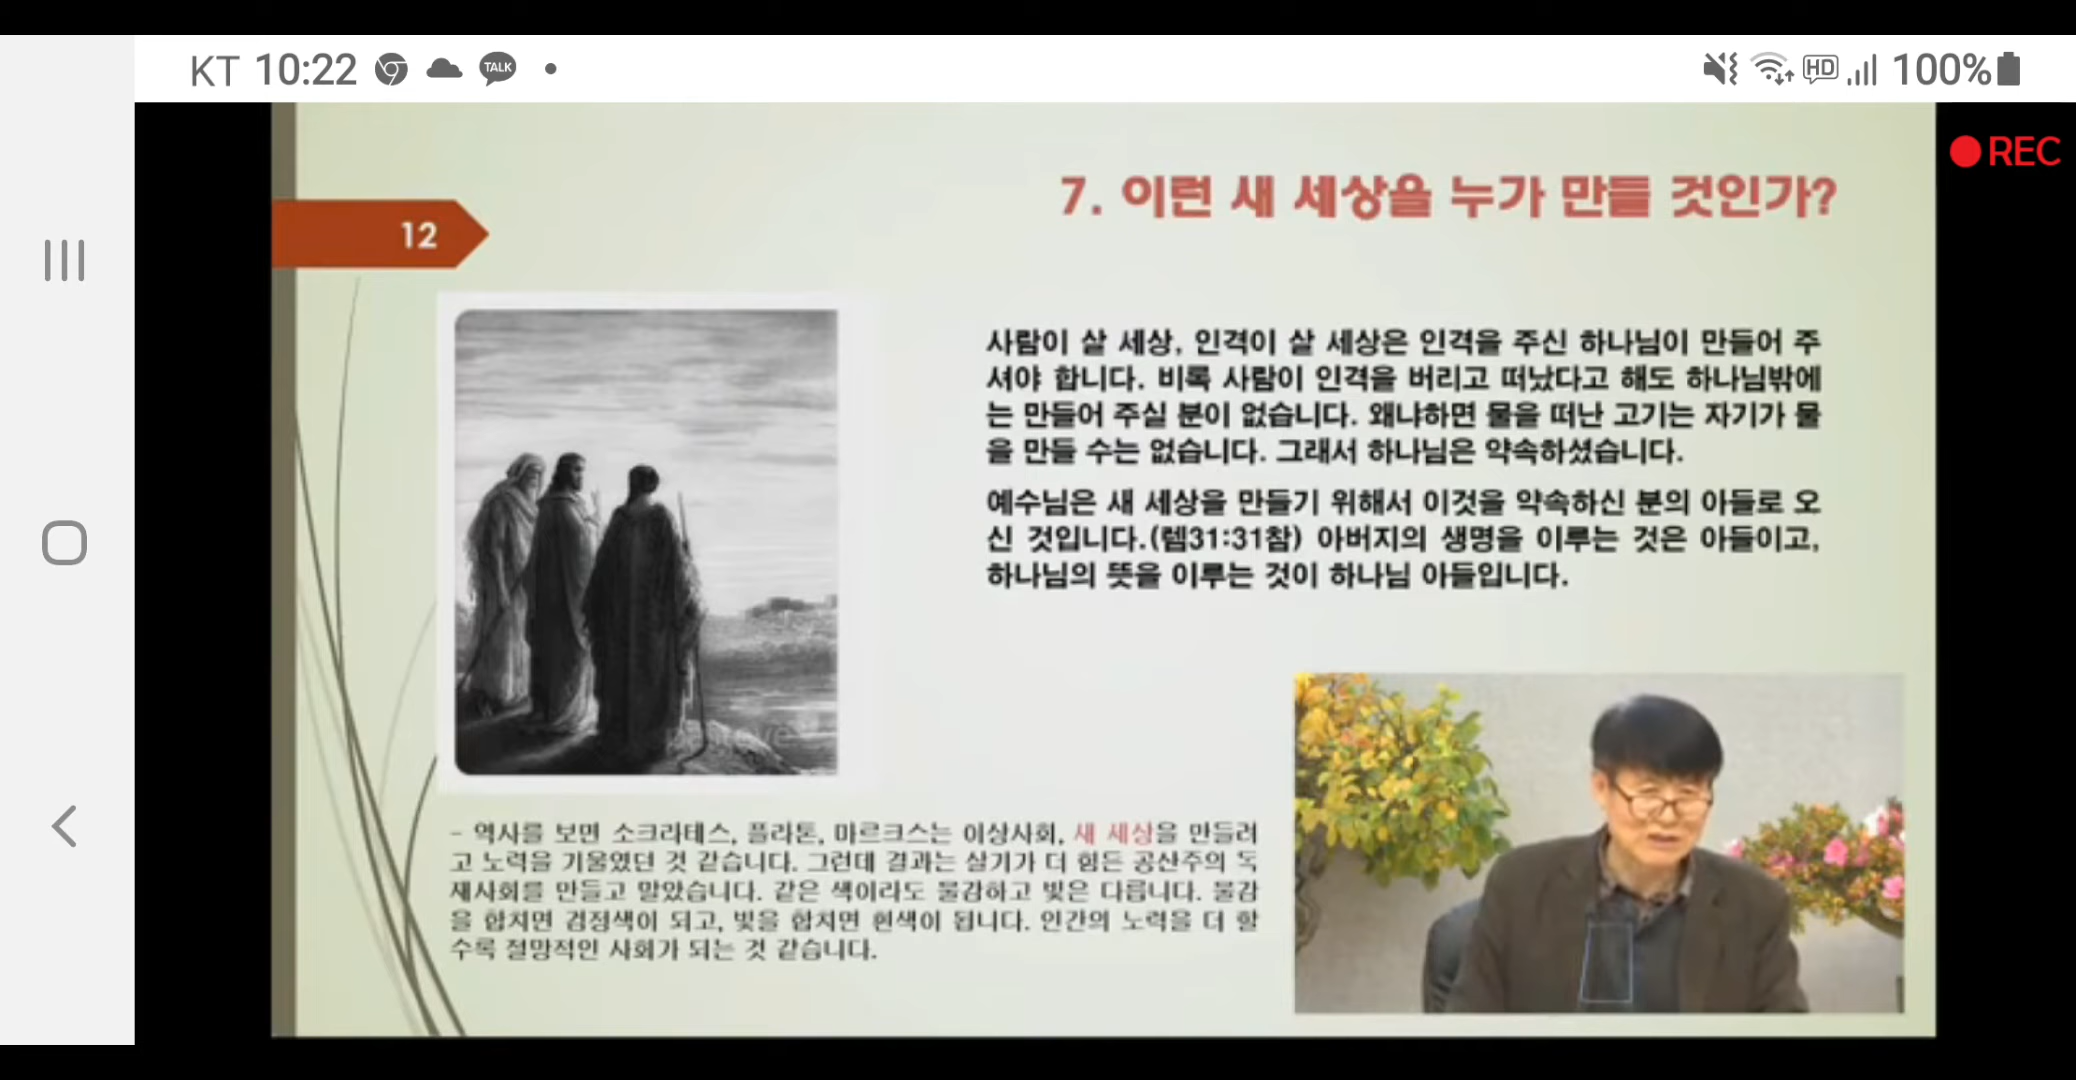 KT 10:22 TALK
HD 100%
REC
7. 이런 새 세상을 누가 만들 것인가?
12
사람이 살 세상, 인격이 살 세상은 인격을 주신 하나님이 만들어 주
셔야 합니다. 비록 사람이 인격을 버리고 떠났다고 해도 하나님밖에
는 만들어 주실 분이 없습니다. 왜냐하면 물을 떠난 고기는 자기가 물
을 만들 수는 없습니다. 그래서 하나님은 약속하셨습니다.
예수님은 새 세상을 만들기 위해서 이것을 약속하신 분의 아들로 오
신 것입니다.(렘31:31참) 아버지의 생명을 이루는 것은 아들이고,
하나님의 뜻을 이루는 것이 하나님 아들입니다.
- 역사를 보면 소크라테스, 플라톤, 마르크스는 이상사회, 새 세상을 만들려
고 노력을 기울였던 것 같습니다. 그런데 결과는 살기가 더 힘든 공산주의 독
재사회를 만들고 말았습니다. 같은 색이라도 물감하고 빛은 다릅니다. 물감
을 합치면 검정색이 되고, 빛을 합치면 흰색이 됩니다. 인간의 노력을 더 할
수록 절망적인 사회가 되는 것 같습니다.